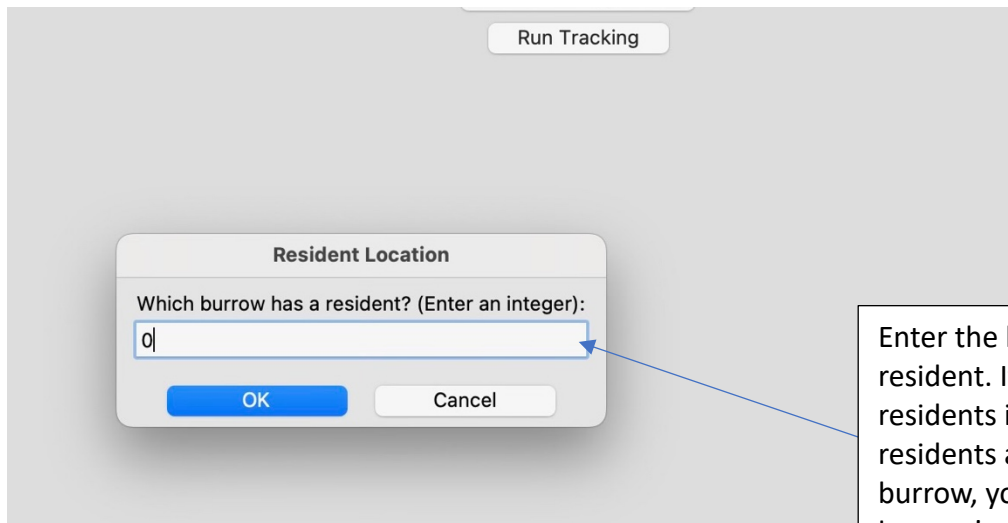 Run Tracking
Resident Location
Which burrow has a resident? (Enter an integer):
0
OK
Cancel
Enter the
resident. I
residents
residents
burrow,